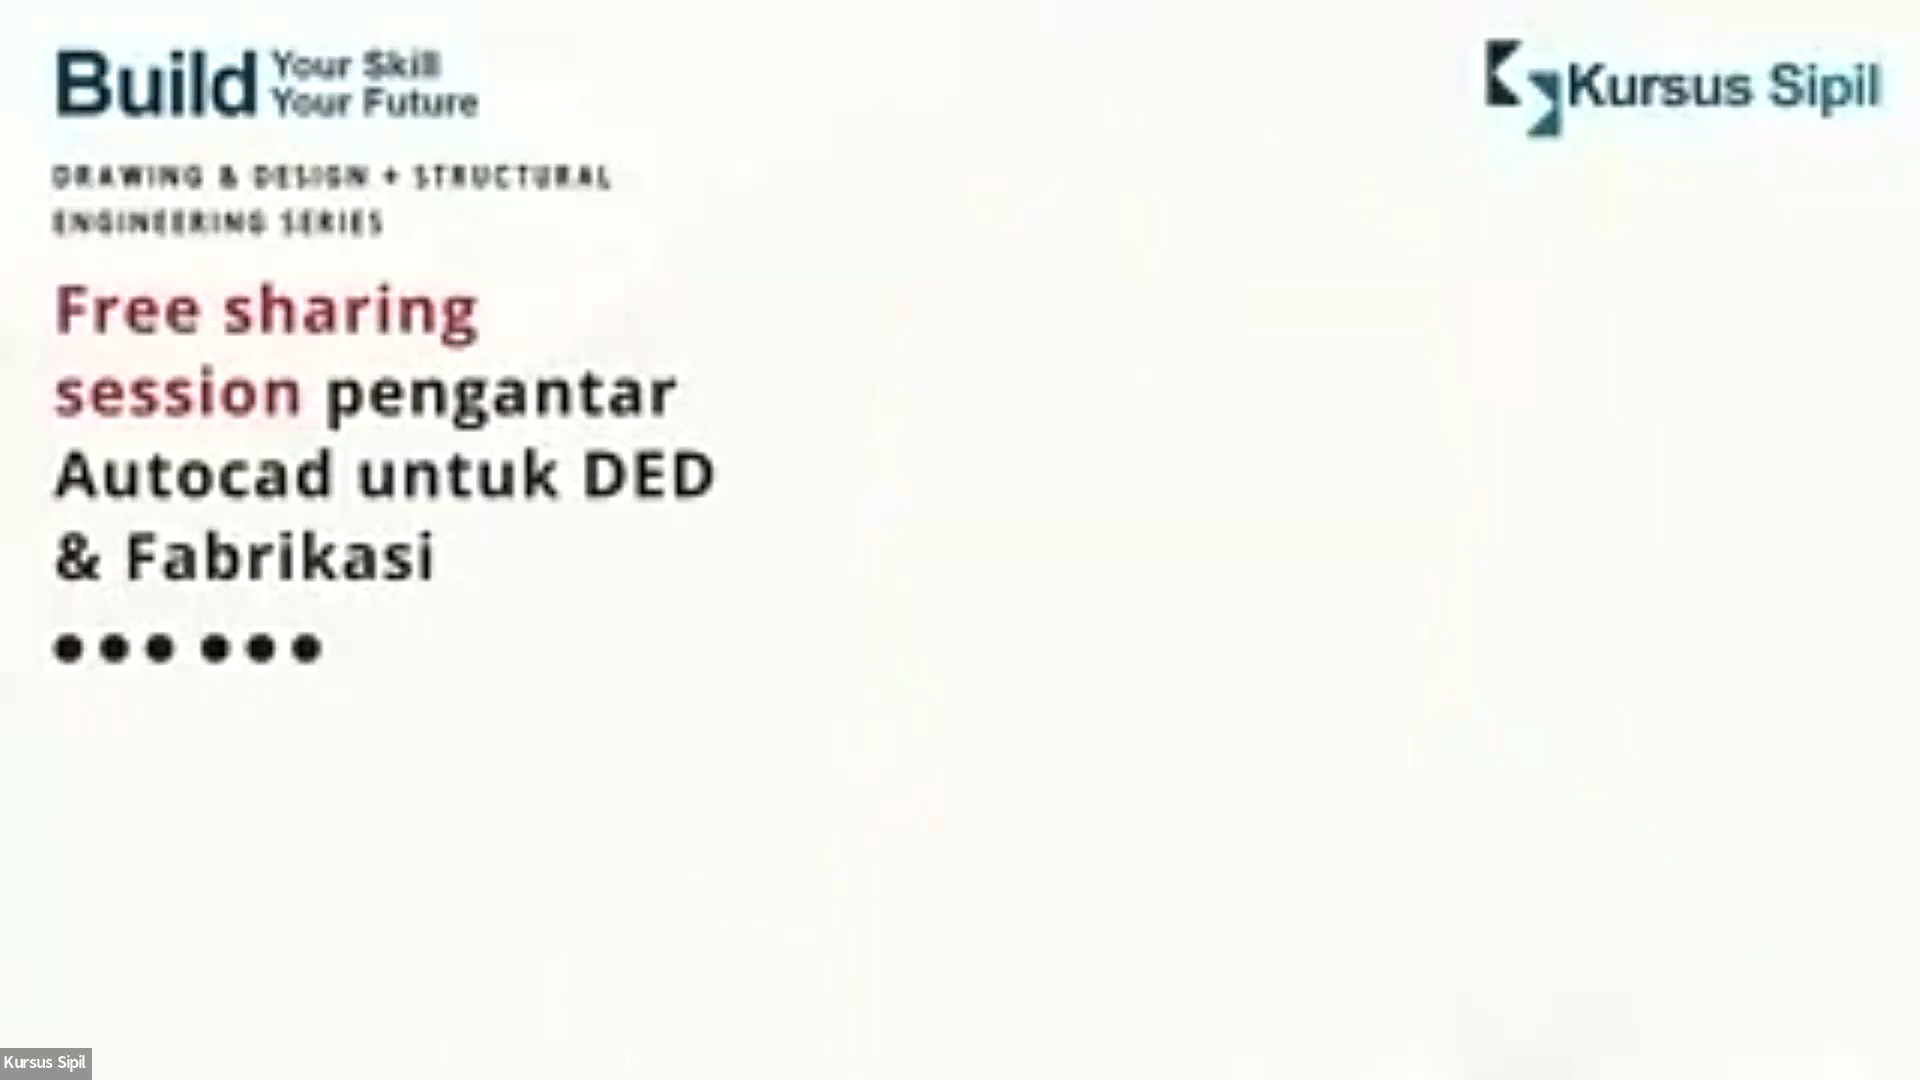 Build Your Skill
Your Future
Kursus Sipil
DRAWING & DESIGN + STRUCTURAL
ENGINEERING SERIES
Free sharing
session pengantar
Autocad untuk DED
& Fabrikasi
Kursus Sipil